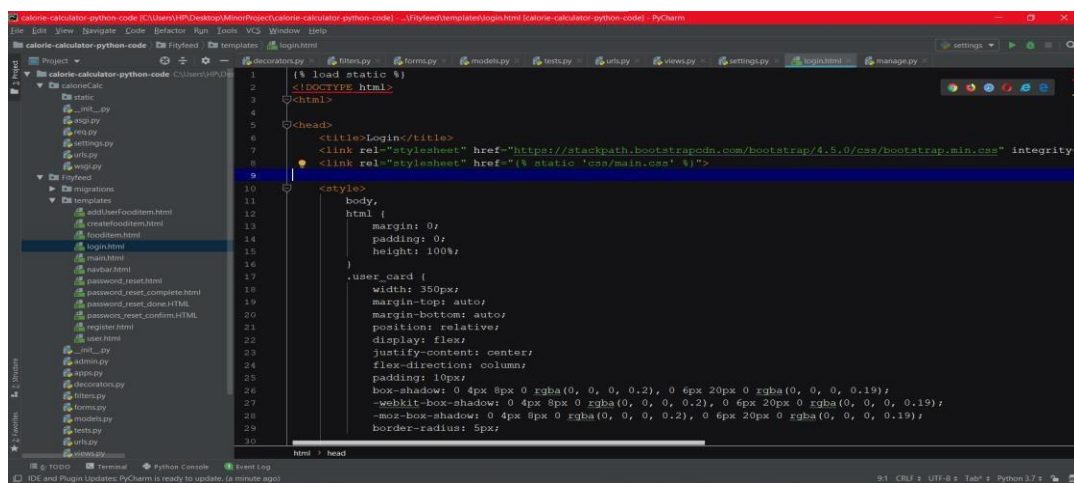 calorie-calculator-python-code [C:\Users\HP\Desktop\MinorProject\calorie-calculator-python-code] - ...\Fityfeed\templates\login.html [calorie-calculator-python-code] - PyCharm
File Edit View Navigate Code Refactor Run Tools VCS Window Help
calorie-calculator-python-code Fityfeed templates login.html settings
Project decorators.py filters.py forms.py models.py tests.py urls.py views.py settings.py login.html manage.py
calorie-calculator-python-code C:\Users\HP\De
calorieCalc
static
__init__.py
asgi.py
req.py
settings.py
urls.py
wsgi.py
Fityfeed
migrations
templates
addUserFooditem.html
createfooditem.html
fooditem.html
login.html
main.html
navbar.html
password_reset.html
password_reset_complete.html
password_reset_done.HTML
passwors_reset_confirm.HTML
register.html
user.html
__init__.py
admin.py
apps.py
decorators.py
filters.py
forms.py
models.py
tests.py
urls.py
views.py
1 {% load static %}
2 <!DOCTYPE html>
3 <html>
4
5 <head>
6 <title>Login</title>
7 <link rel="stylesheet" href="https://stackpath.bootstrapcdn.com/bootstrap/4.5.0/css/bootstrap.min.css" integrity
8 <link rel="stylesheet" href="{% static 'css/main.css' %}">
9
10 <style>
11 body,
12 html {
13 margin: 0;
14 padding: 0;
15 height: 100%;
16 }
17 .user_card {
18 width: 350px;
19 margin-top: auto;
20 margin-bottom: auto;
21 position: relative;
22 display: flex;
23 justify-content: center;
24 flex-direction: column;
25 padding: 10px;
26 box-shadow: 0 4px 8px 0 rgba(0, 0, 0, 0.2), 0 6px 20px 0 rgba(0, 0, 0, 0.19);
27 -webkit-box-shadow: 0 4px 8px 0 rgba(0, 0, 0, 0.2), 0 6px 20px 0 rgba(0, 0, 0, 0.19);
28 -moz-box-shadow: 0 4px 8px 0 rgba(0, 0, 0, 0.2), 0 6px 20px 0 rgba(0, 0, 0, 0.19);
29 border-radius: 5px;
30
html > head
1: Project
7: Structure
2: Favorites
6: TODO Terminal Python Console Event Log
IDE and Plugin Updates: PyCharm is ready to update. (a minute ago) 9:1 CRLF UTF-8 Tab* Python 3.7